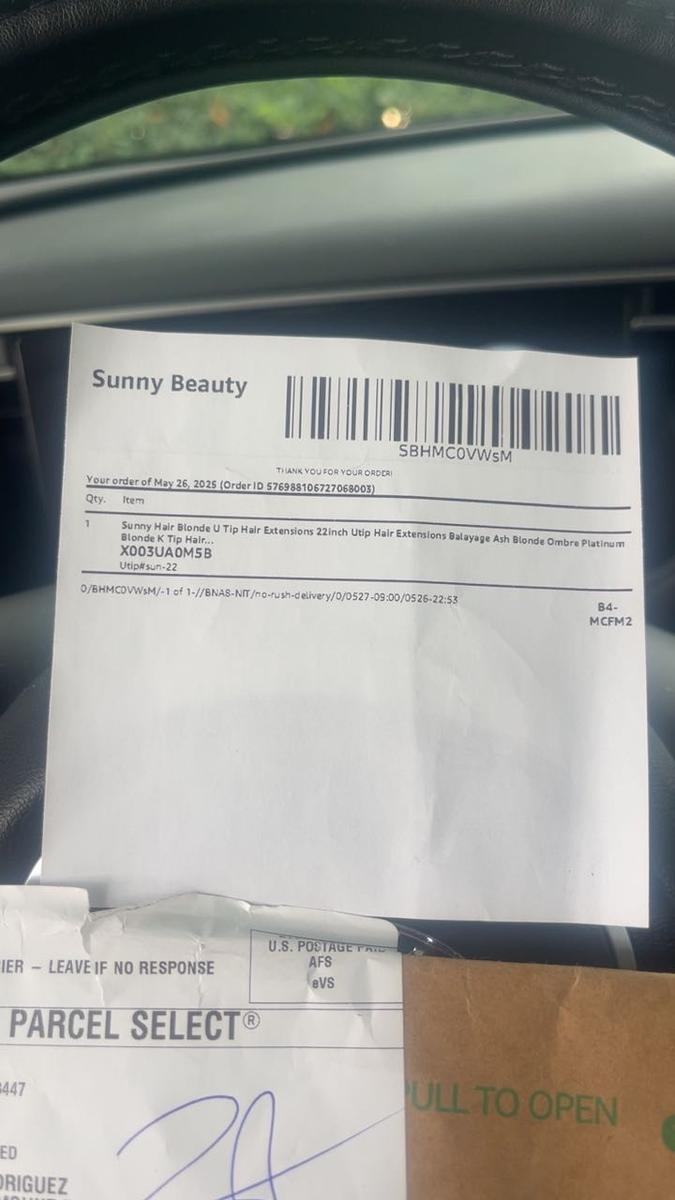 Sunny Beauty
SBHMC0VWsM
THANK YOU FOR YOUR ORDER!
Your order of May 26, 2025 (Order ID 576988106727068003)
Qty. Item
1 Sunny Hair Blonde U Tip Hair Extensions 22inch Utip Hair Extensions Balayage Ash Blonde Ombre Platinum
Blonde K Tip Hair...
X003UA0M5B
Utip#sun-22
0/BHMC0VWsM/-1 of 1-//BNA8-NIT/no-rush-delivery/0/0527-09:00/0526-22:53
B4-
MCFM2
IER – LEAVE IF NO RESPONSE
U.S. POSTAGE PAID
AFS
eVS
PARCEL SELECT®
3447
ED
DRIGUEZ
PULL TO OPEN